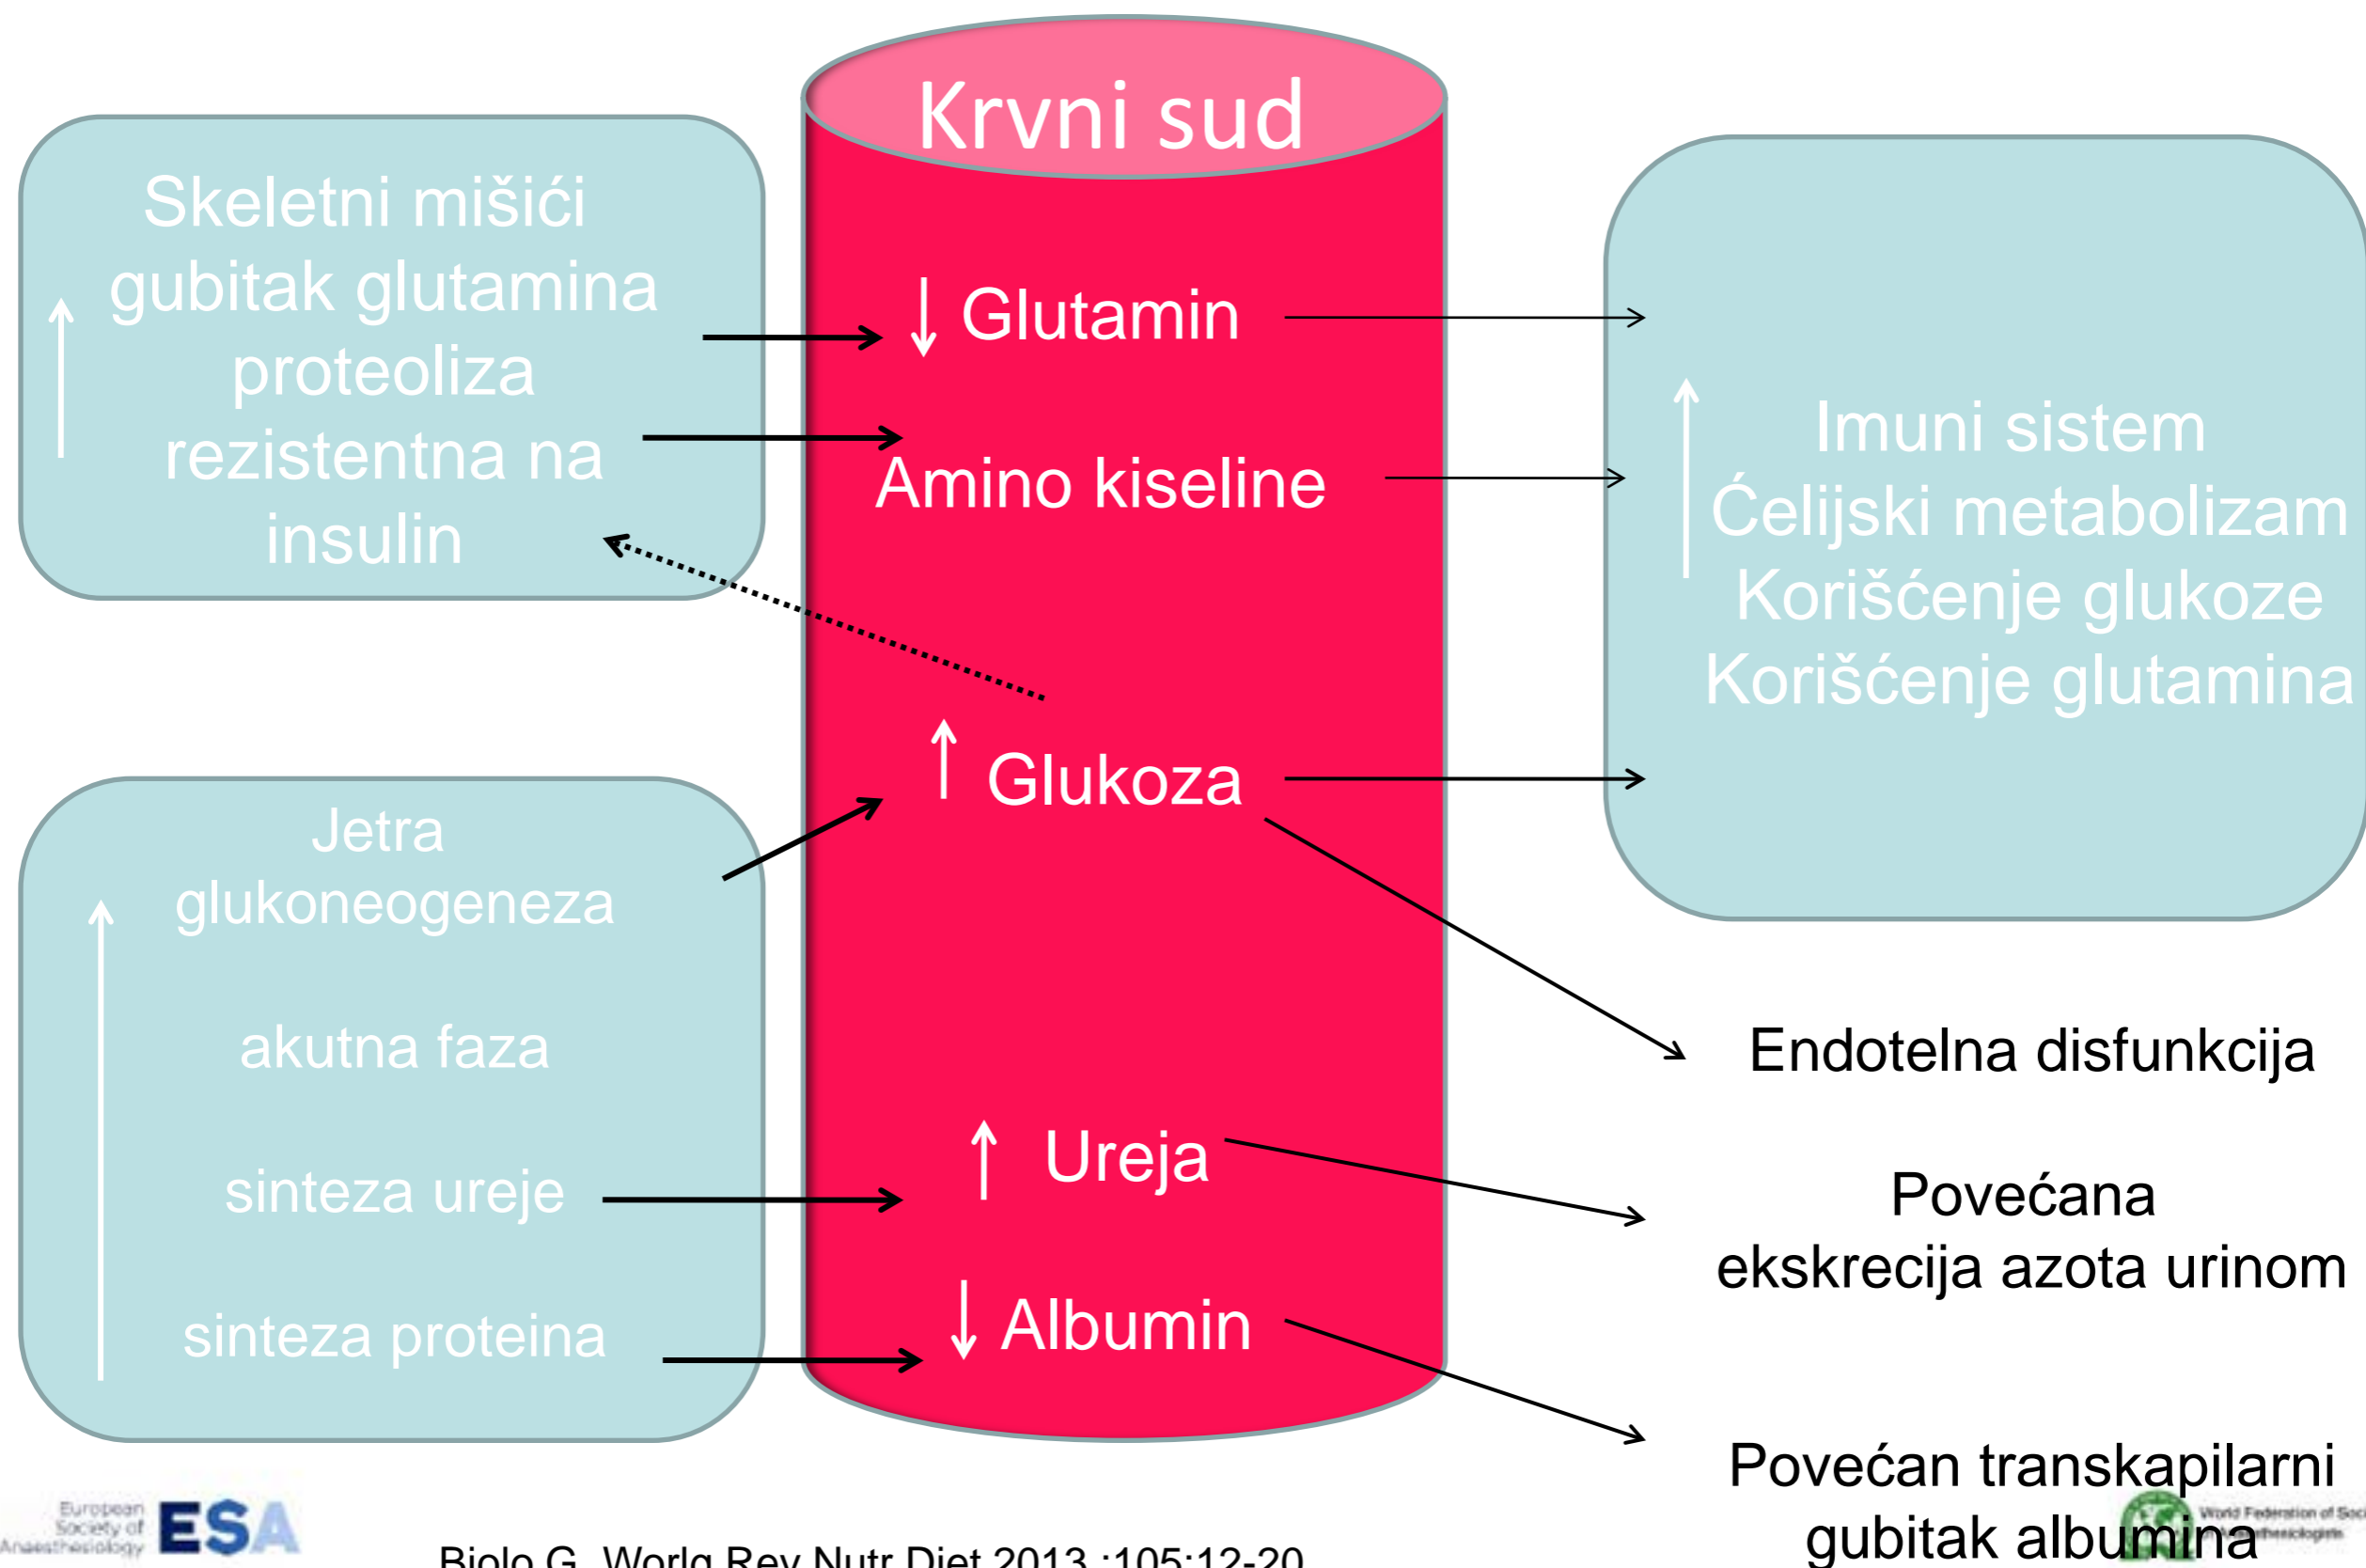 Krvni sud
Skeletni mišići
gubitak glutamina
proteoliza
rezistentna na
insulin
Glutamin
Amino kiseline
Glukoza
Ureja
Albumin
Imuni sistem
Ćelijski metabolizam
Korišćenje glukoze
Korišćenje glutamina
Jetra
glukoneogeneza
akutna faza
sinteza ureje
sinteza proteina
Endotelna disfunkcija
Povećana
ekskrecija azota urinom
Povećan transkapilarni
gubitak albumina
European
Society of
Anaesthesiology
ESA
Biolo G. Worlg Rev Nutr Diet 2013 :105:12-20
World Federation of Soci